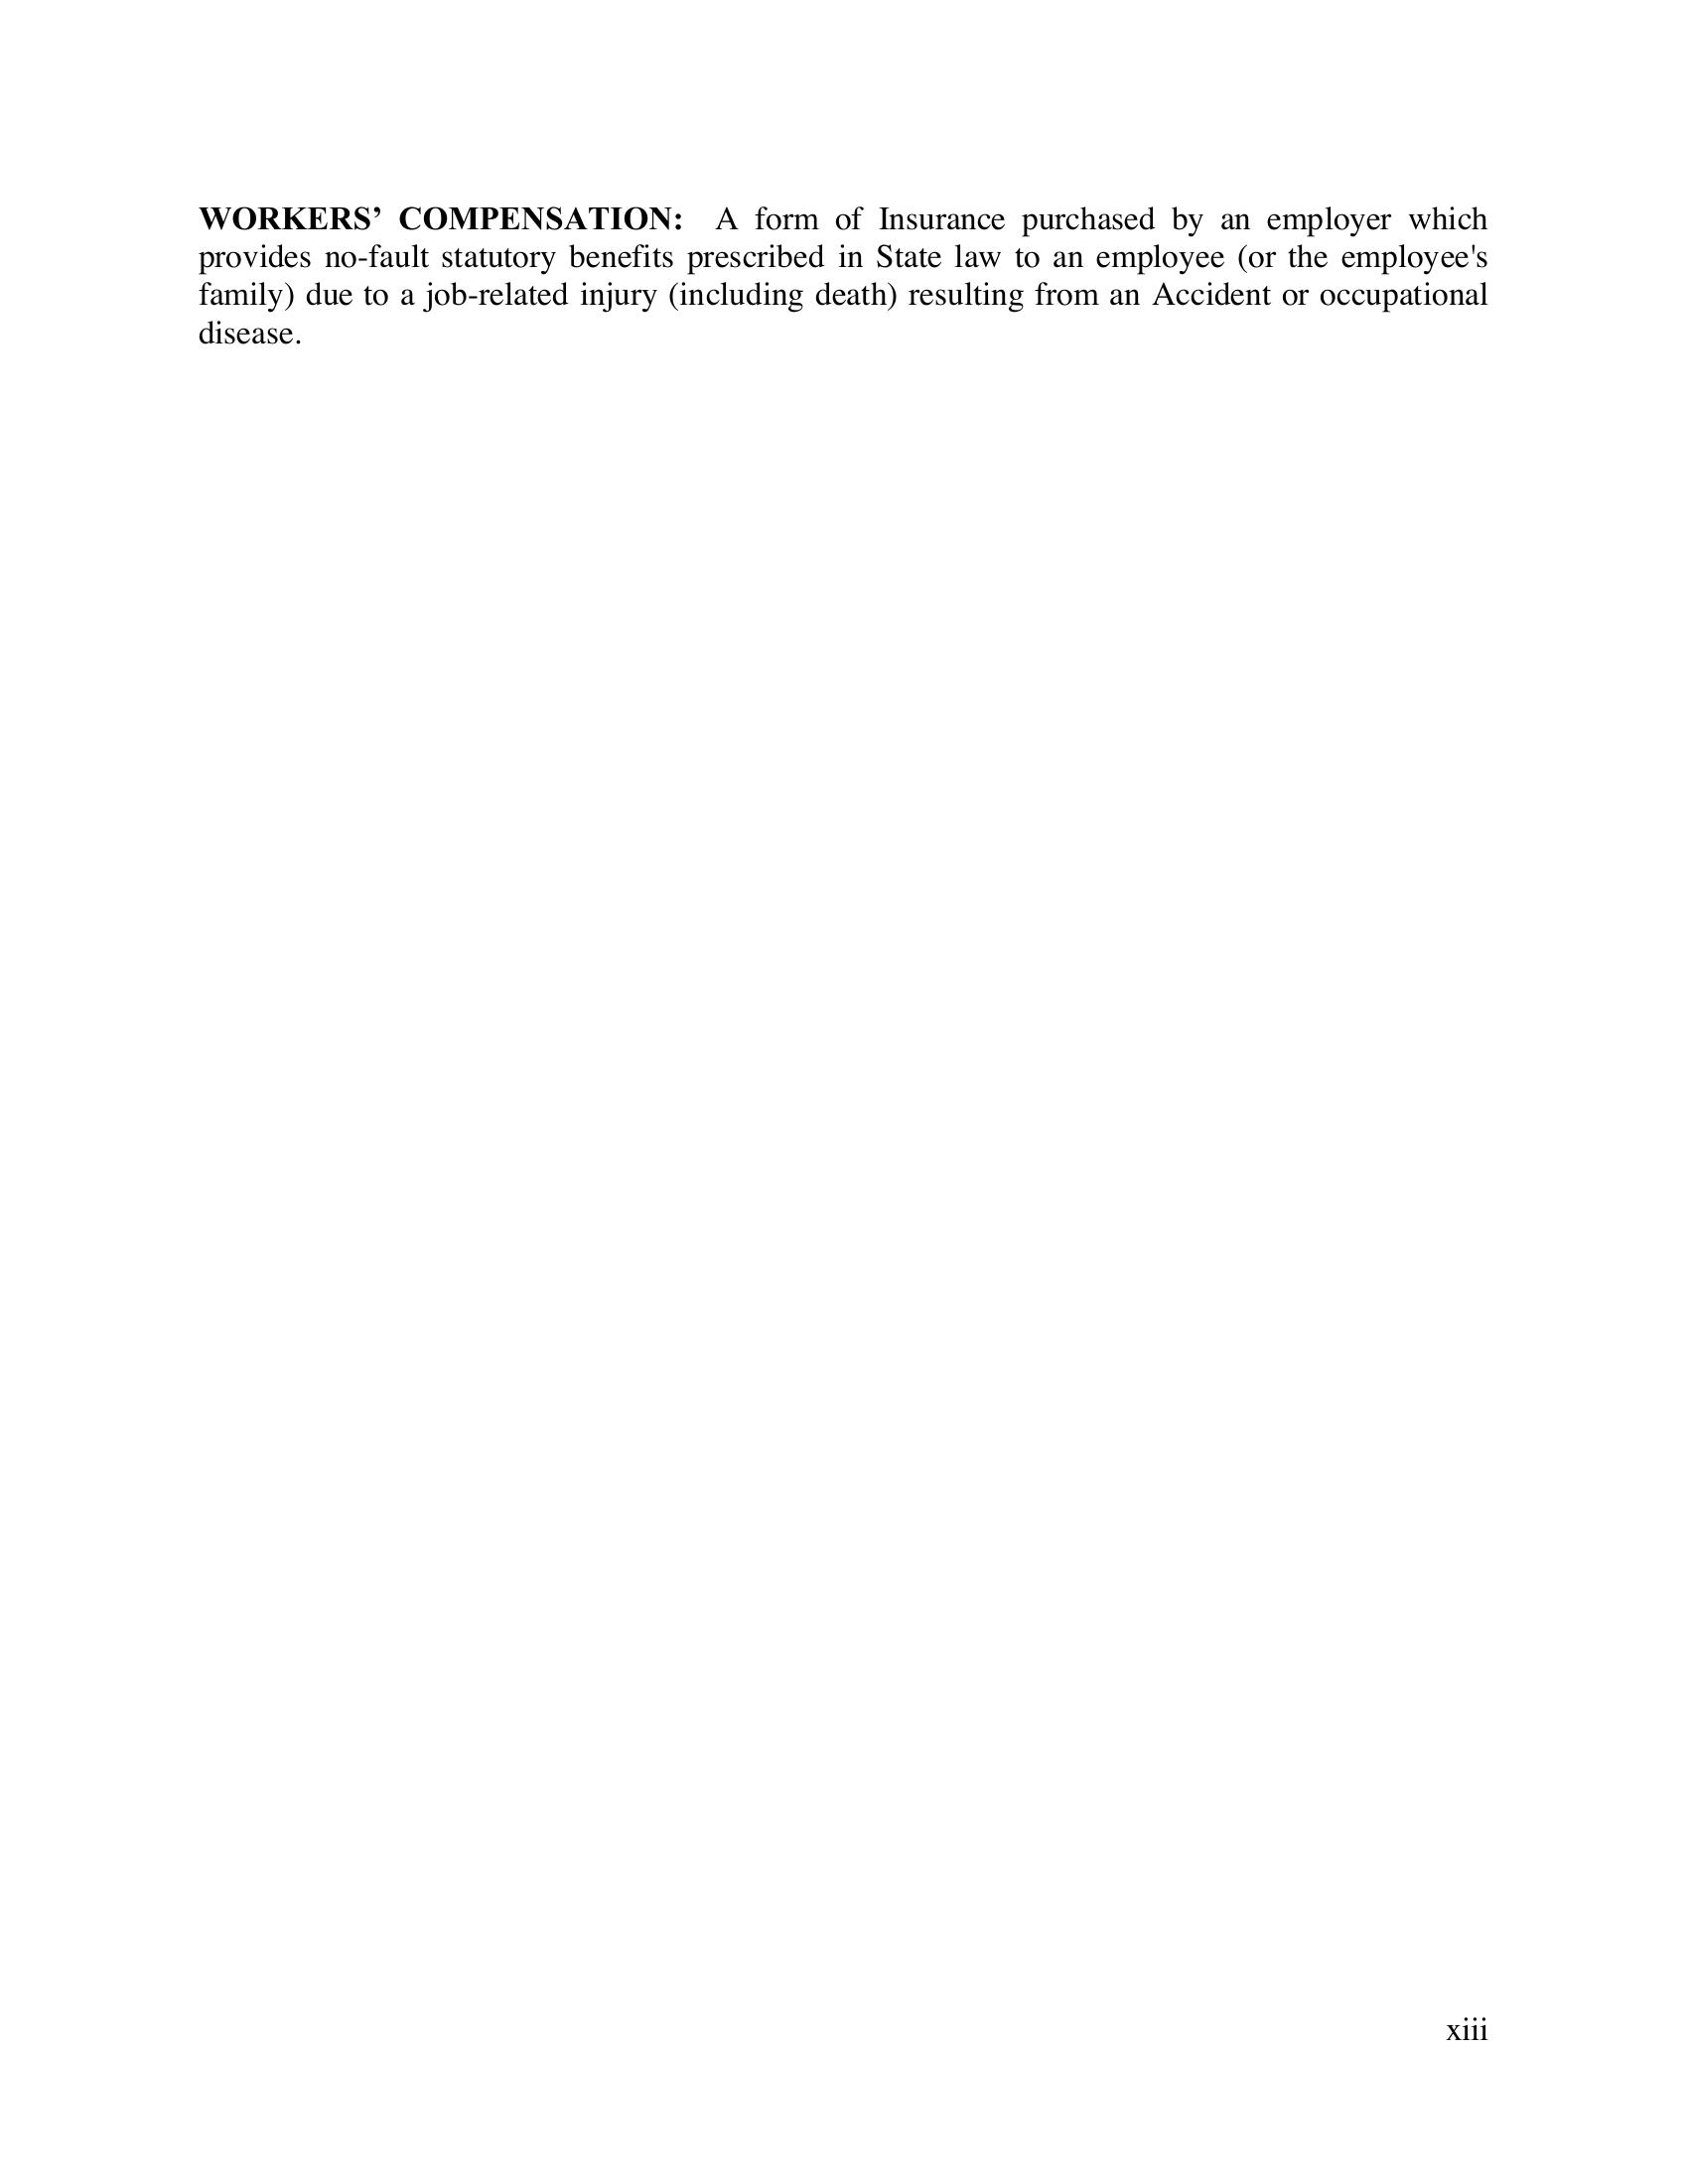 WORKERS’ COMPENSATION: A form of Insurance purchased by an employer which
provides no-fault statutory benefits prescribed in State law to an employee (or the employee's
family) due to a job-related injury (including death) resulting from an Accident or occupational
disease.
xiii